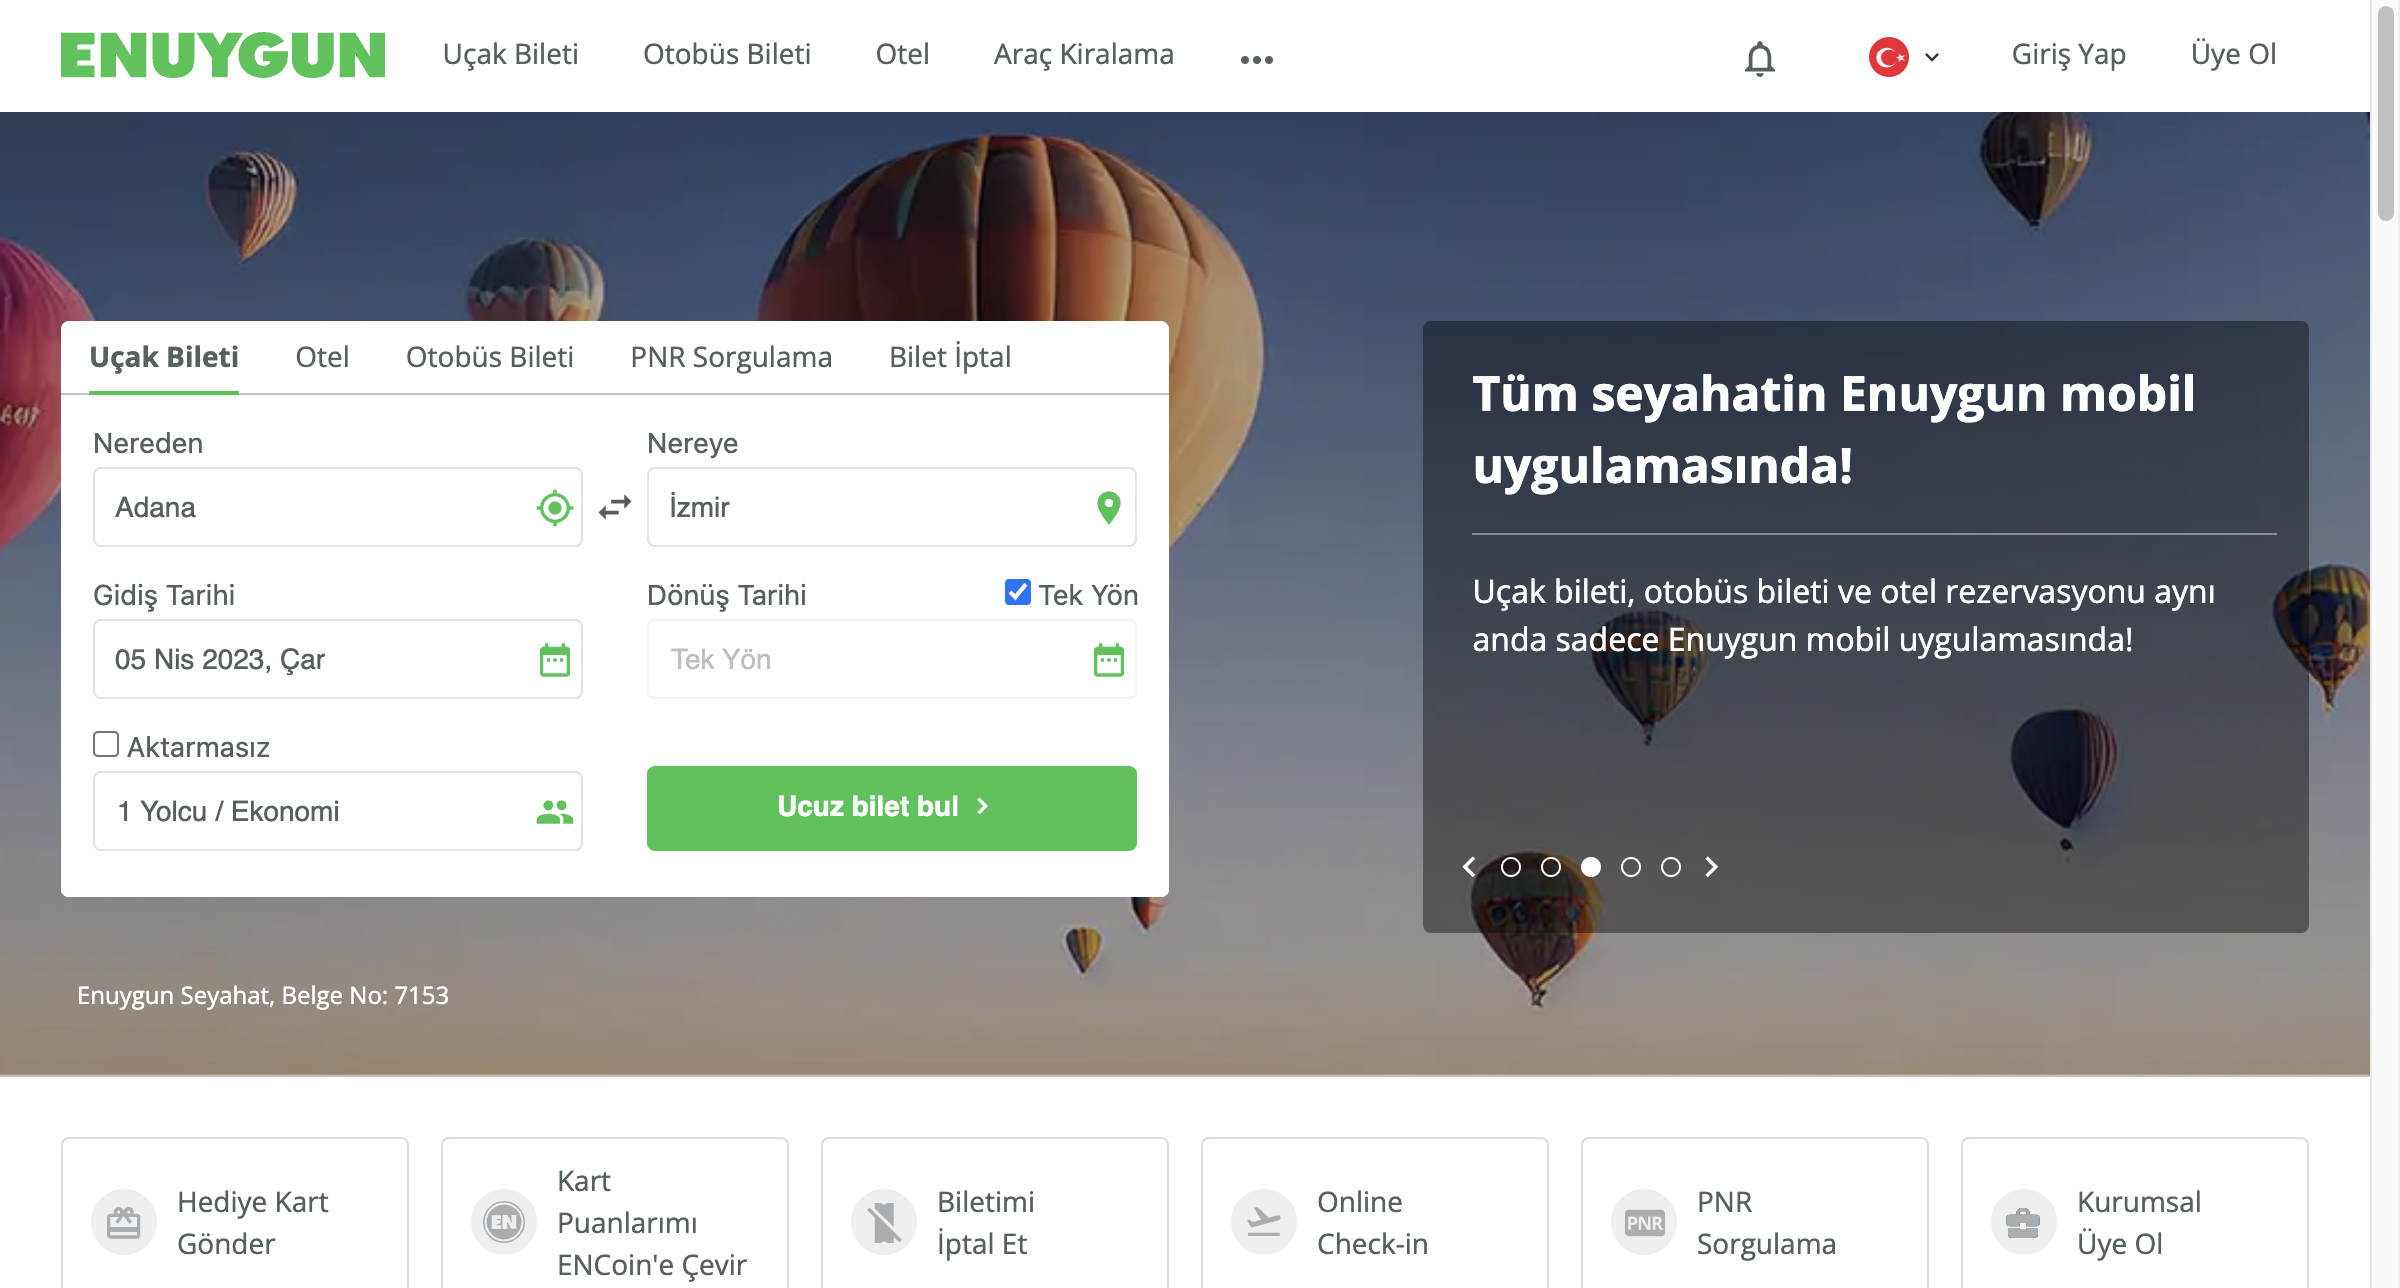 ENUYGUN
Uçak Bileti
Otobüs Bileti
Otel
Araç Kiralama
Giriş Yap
Üye Ol
Uçak Bileti
Otel
Otobüs Bileti
PNR Sorgulama
Bilet İptal
Nereden
Nereye
Adana
İzmir
Gidiş Tarihi
Dönüş Tarihi
Tek Yön
05 Nis 2023, Çar
Tek Yön
Aktarmasız
1 Yolcu / Ekonomi
Ucuz bilet bul
Tüm seyahatin Enuygun mobil
uygulamasında!
Uçak bileti, otobüs bileti ve otel rezervasyonu aynı
anda sadece Enuygun mobil uygulamasında!
Enuygun Seyahat, Belge No: 7153
Hediye Kart
Gönder
EN
Kart
Puanlarımı
ENCoin'e Çevir
Biletimi
İptal Et
Online
Check-in
PNR
PNR
Sorgulama
Kurumsal
Üye Ol